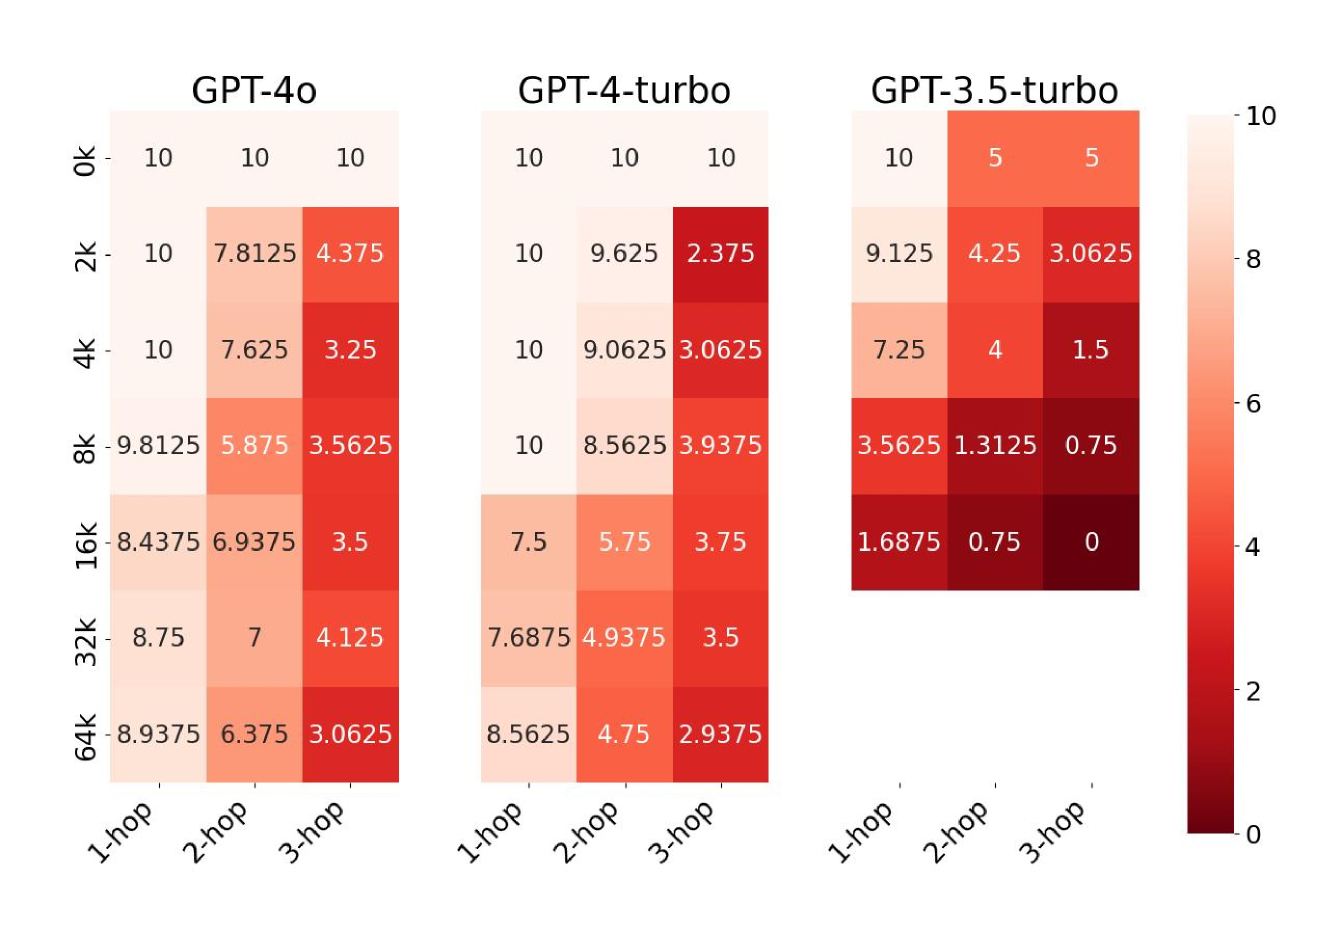 GPT-4o GPT-4-turbo GPT-3.5-turbo
0k 10 10 10 10 10 10 10 5 5 10
2k 10 7.8125 4.375 10 9.625 2.375 9.125 4.25 3.0625 8
4k 10 7.625 3.25 10 9.0625 3.0625 7.25 4 1.5 6
8k 9.8125 5.875 3.5625 10 8.5625 3.9375 3.5625 1.3125 0.75
16k 8.4375 6.9375 3.5 7.5 5.75 3.75 1.6875 0.75 0 4
32k 8.75 7 4.125 7.6875 4.9375 3.5 2
64k 8.9375 6.375 3.0625 8.5625 4.75 2.9375
0
1-hop 2-hop 3-hop 1-hop 2-hop 3-hop 1-hop 2-hop 3-hop